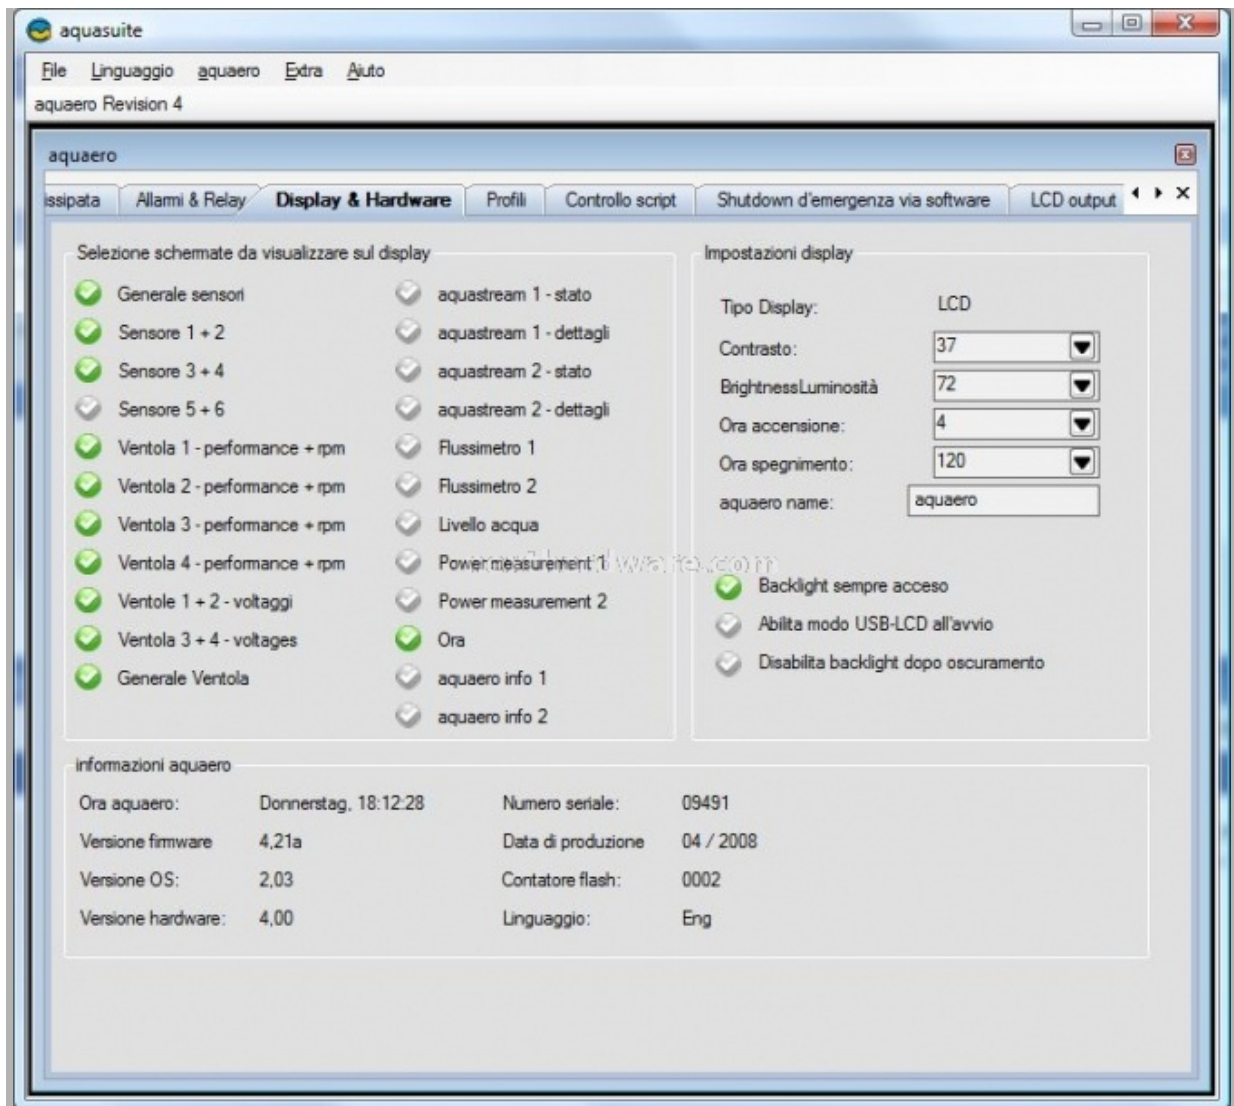 aquasuite
File Linguaggio aquaero Extra Aiuto
aquaero Revision 4
aquaero
issipata Allarmi & Relay Display & Hardware Profili Controllo script Shutdown d'emergenza via software LCD output
Selezione schermate da visualizzare sul display
Generale sensori
Sensore 1 + 2
Sensore 3 + 4
Sensore 5 + 6
Ventola 1 - performance + rpm
Ventola 2 - performance + rpm
Ventola 3 - performance + rpm
Ventola 4 - performance + rpm
Ventole 1 + 2 - voltaggi
Ventola 3 + 4 - voltages
Generale Ventola
aquastream 1 - stato
aquastream 1 - dettagli
aquastream 2 - stato
aquastream 2 - dettagli
Flussimetro 1
Flussimetro 2
Livello acqua
Power measurement 1
Power measurement 2
Ora
aquaero info 1
aquaero info 2
Impostazioni display
Tipo Display: LCD
Contrasto: 37
BrightnessLuminosità 72
Ora accensione: 4
Ora spegnimento: 120
aquaero name: aquaero
Backlight sempre acceso
Abilita modo USB-LCD all'avvio
Disabilita backlight dopo oscuramento
informazioni aquaero
Ora aquaero: Donnerstag, 18:12:28
Versione firmware 4,21a
Versione OS: 2,03
Versione hardware: 4,00
Numero seriale: 09491
Data di produzione 04 / 2008
Contatore flash: 0002
Linguaggio: Eng